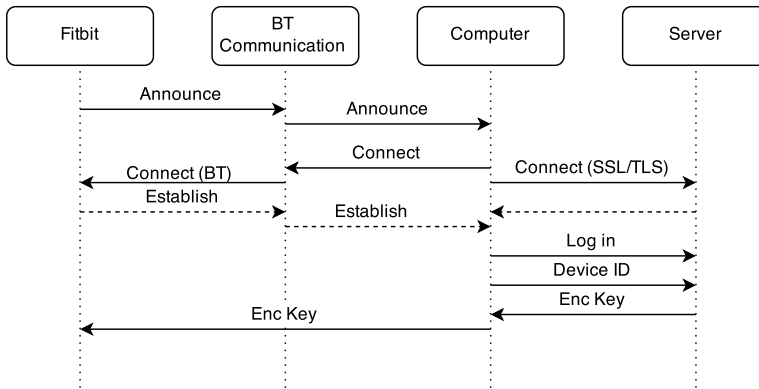 Fitbit
BT
Communication
Computer
Server
Announce
Announce
Connect
Connect (BT)
Connect (SSL/TLS)
Establish
Establish
Log in
Device ID
Enc Key
Enc Key